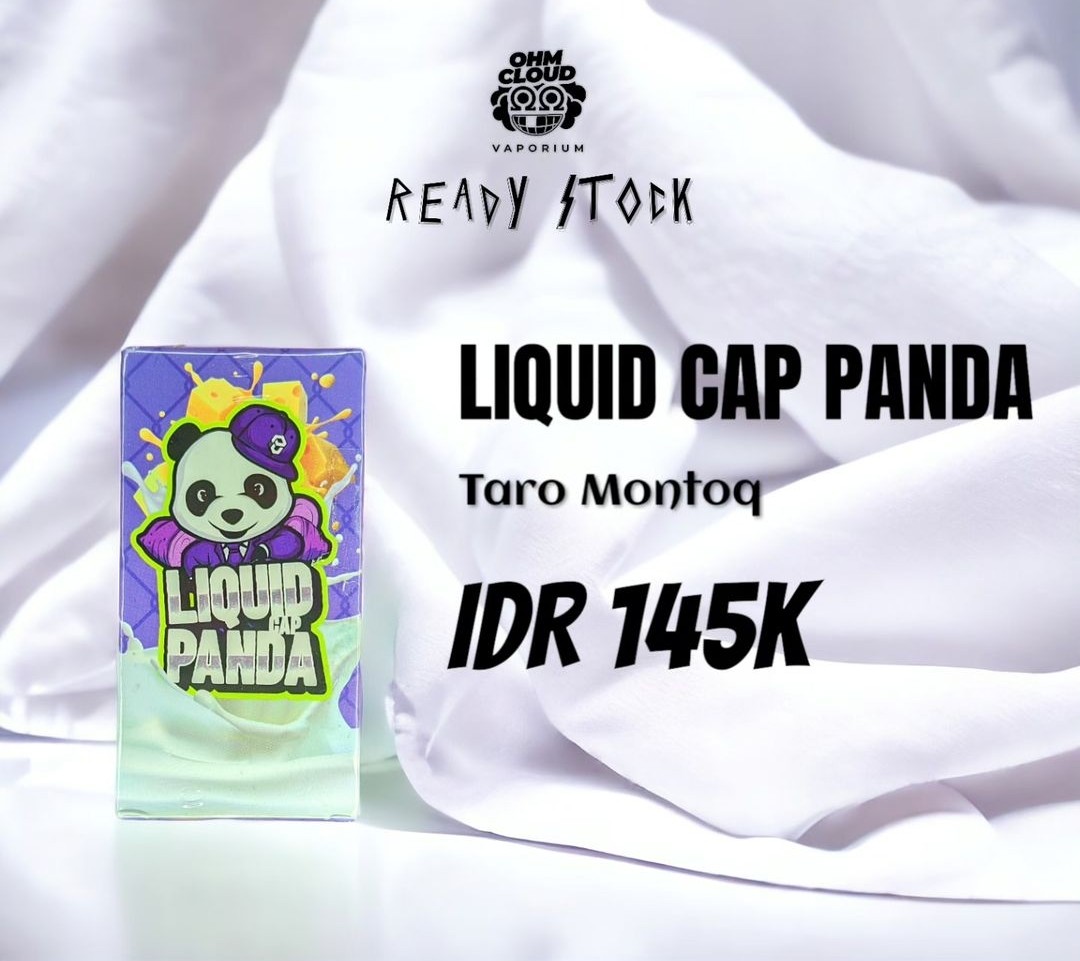 OHM
CLOUD
VAPORIUM
READY STOCK
LIQUID CAP PANDA
Taro Montoq
IDR 145K
LIQUID
CAP
PANDA